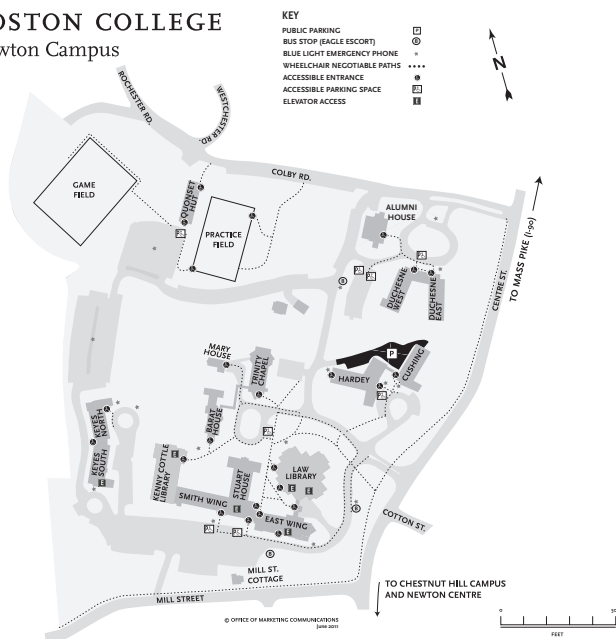 OSTON COLLEGE
wton Campus
KEY
PUBLIC PARKING P
BUS STOP (EAGLE ESCORT) B
BLUE LIGHT EMERGENCY PHONE
WHEELCHAIR NEGOTIABLE PATHS
ACCESSIBLE ENTRANCE
ACCESSIBLE PARKING SPACE
ELEVATOR ACCESS E
N
ROCHESTER RD.
WESTCHESTER RD.
COLBY RD.
GAME
FIELD
QUONSET
HUT
PRACTICE
FIELD
ALUMNI
HOUSE
DUCHESNE
WEST
DUCHESNE
EAST
CENTRE ST.
TO MASS PIKE (I-90)
P
CUSHING
HARDEY
MARY
HOUSE
TRINITY
CHAPEL
BARAT
HOUSE
KEYES
NORTH
KEYES
SOUTH
KENNY COTTLE
LIBRARY
STUART
HOUSE
LAW
LIBRARY
SMITH WING
EAST WING
COTTON ST.
MILL ST.
COTTAGE
MILL STREET
TO CHESTNUT HILL CAMPUS
AND NEWTON CENTRE
© OFFICE OF MARKETING COMMUNICATIONS
June 2011
0
FEET